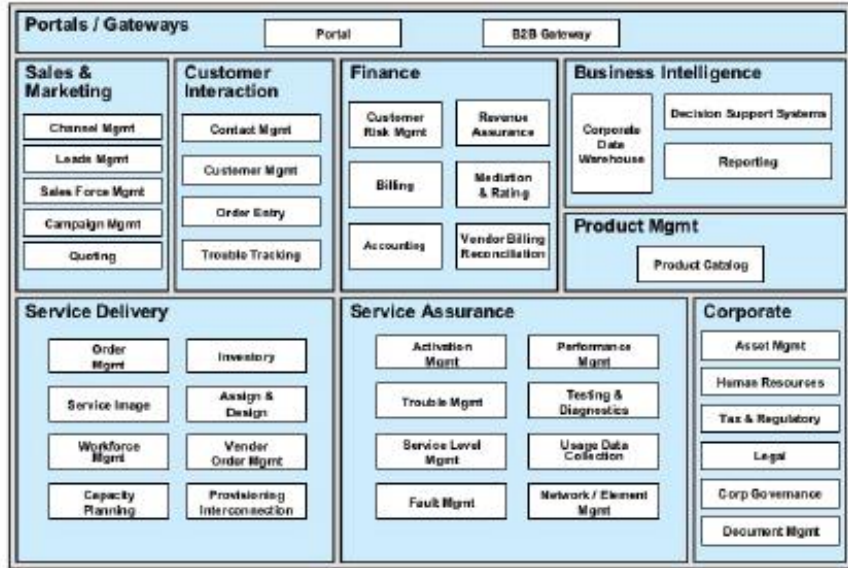 Portals / Gateways
Portal
B2B Gateway
Sales &
Marketing
Channel Mgmt
Leads Mgmt
Sales Force Mgmt
Campaign Mgmt
Quoting
Customer
Interaction
Contact Mgmt
Customer Mgmt
Order Entry
Trouble Tracking
Finance
Customer
Risk Mgmt
Revenue
Assurance
Billing
Mediation
& Rating
Accounting
Vendor Billing
Reconciliation
Business Intelligence
Corporate
Data
Warehouse
Decision Support Systems
Reporting
Product Mgmt
Product Catalog
Service Delivery
Order
Mgmt
Inventory
Service Image
Assign &
Design
Workforce
Mgmt
Vender
Order Mgmt
Capacity
Planning
Provisioning
Interconnection
Service Assurance
Activation
Mgmt
Performance
Mgmt
Trouble Mgmt
Testing &
Diagnostics
Service Level
Mgmt
Usage Data
Collection
Fault Mgmt
Network / Element
Mgmt
Corporate
Asset Mgmt
Human Resources
Tax & Regulatory
Legal
Corp Governance
Document Mgmt